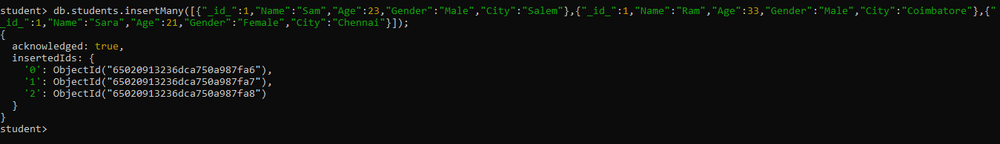 student> db.students.insertMany([{"_id_":1,"Name":"Sam","Age":23,"Gender":"Male","City":"Salem"},{"_id_":1,"Name":"Ram","Age":33,"Gender":"Male","City":"Coimbatore"},{"
_id_":1,"Name":"Sara","Age":21,"Gender":"Female","City":"Chennai"}]);
{
  acknowledged: true,
  insertedIds: {
    '0': ObjectId("65020913236dca750a987fa6"),
    '1': ObjectId("65020913236dca750a987fa7"),
    '2': ObjectId("65020913236dca750a987fa8")
  }
}
student>